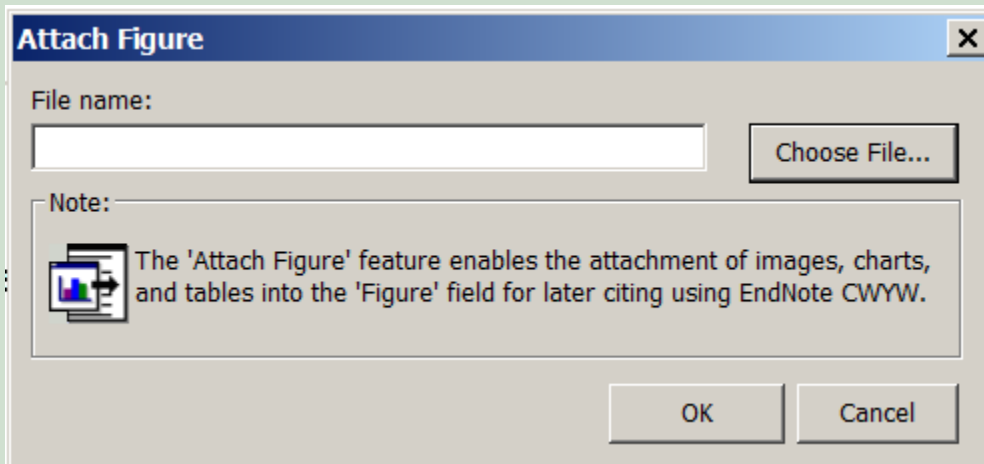 Attach Figure
File name:
Choose File...
Note:
The 'Attach Figure' feature enables the attachment of images, charts,
and tables into the 'Figure' field for later citing using EndNote CWYW.
OK
Cancel